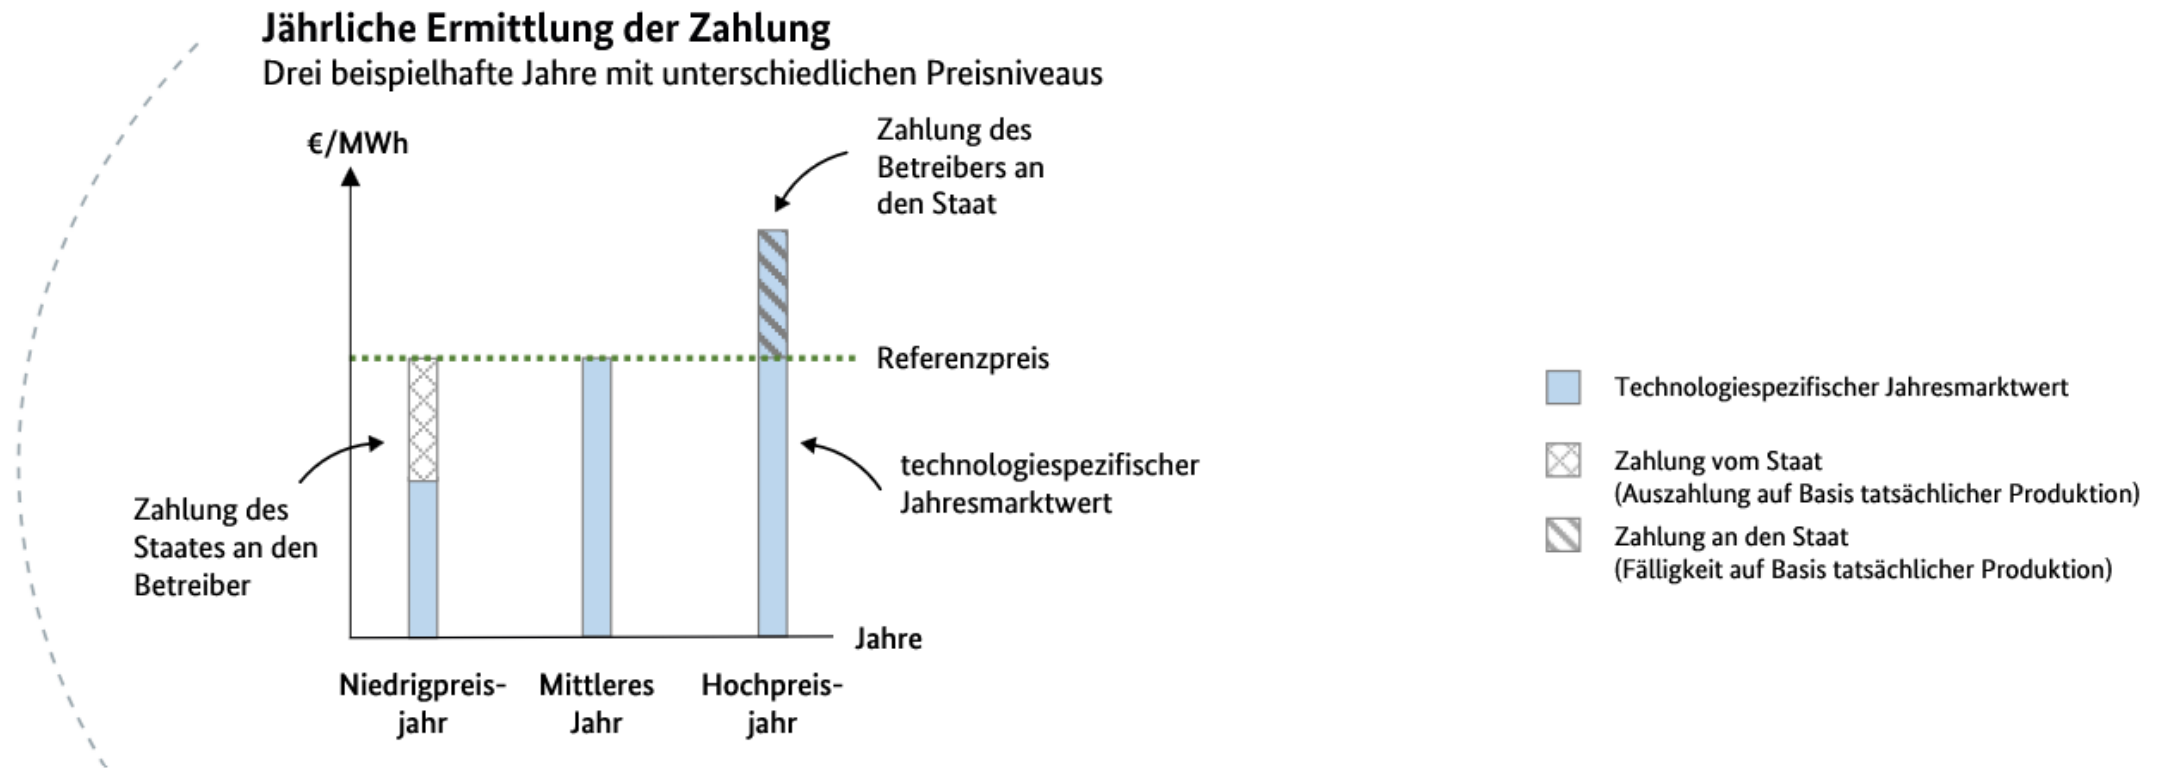 Jährliche Ermittlung der Zahlung
Drei beispielhafte Jahre mit unterschiedlichen Preisniveaus
€/MWh
Zahlung des
Betreibers an
den Staat
Referenzpreis
technologiespezifischer
Jahresmarktwert
Zahlung des
Staates an den
Betreiber
Jahre
Niedrigpreis-
jahr
Mittleres
Jahr
Hochpreis-
jahr
Technologiespezifischer Jahresmarktwert
Zahlung vom Staat
(Auszahlung auf Basis tatsächlicher Produktion)
Zahlung an den Staat
(Fälligkeit auf Basis tatsächlicher Produktion)